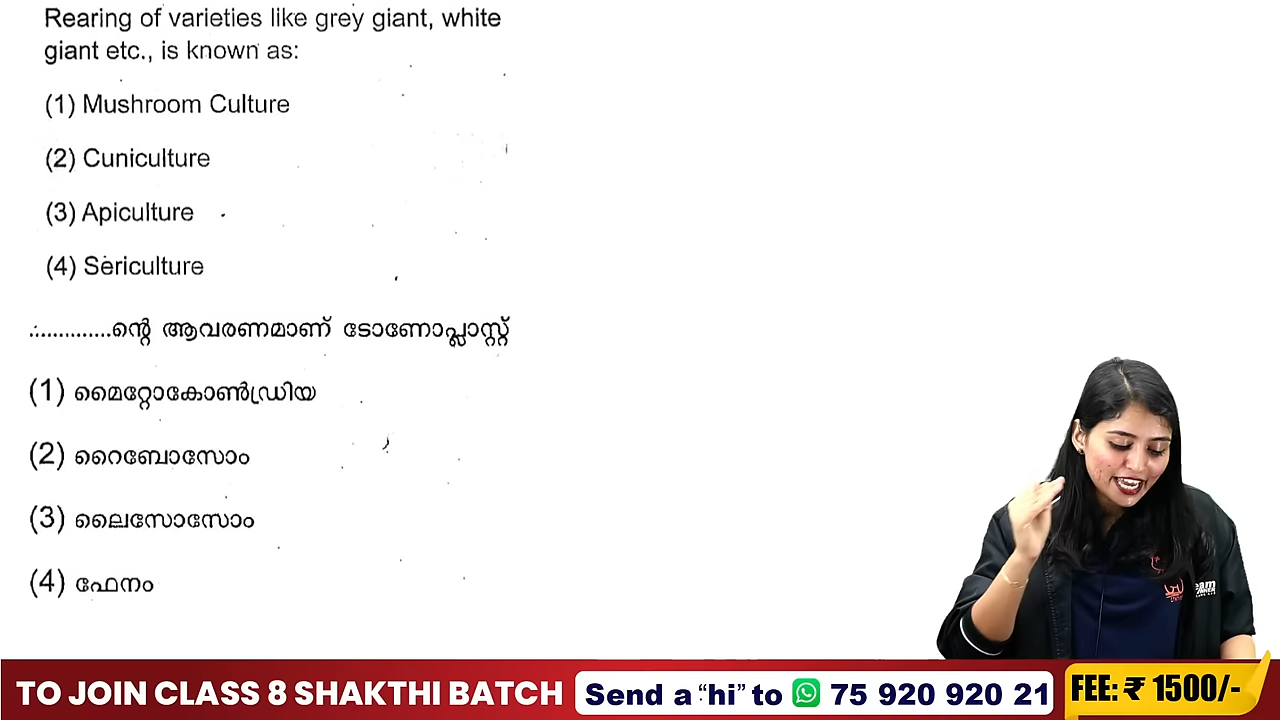 Rearing of varieties like grey giant, white
giant etc., is known as:
(1) Mushroom Culture
(2) Cuniculture
(3) Apiculture
(4) Sericulture
............ന്റെ ആവരണമാണ് ടോണോപ്ലാസ്റ്റ്
(1) മൈറ്റോകോൺഡ്രിയ
(2) റൈബോസോം
(3) ലൈസോസോം
(4) ഫേനം
TO JOIN CLASS 8 SHAKTHI BATCH
Send a “hi” to 75 920 920 21
FEE: ₹ 1500/-